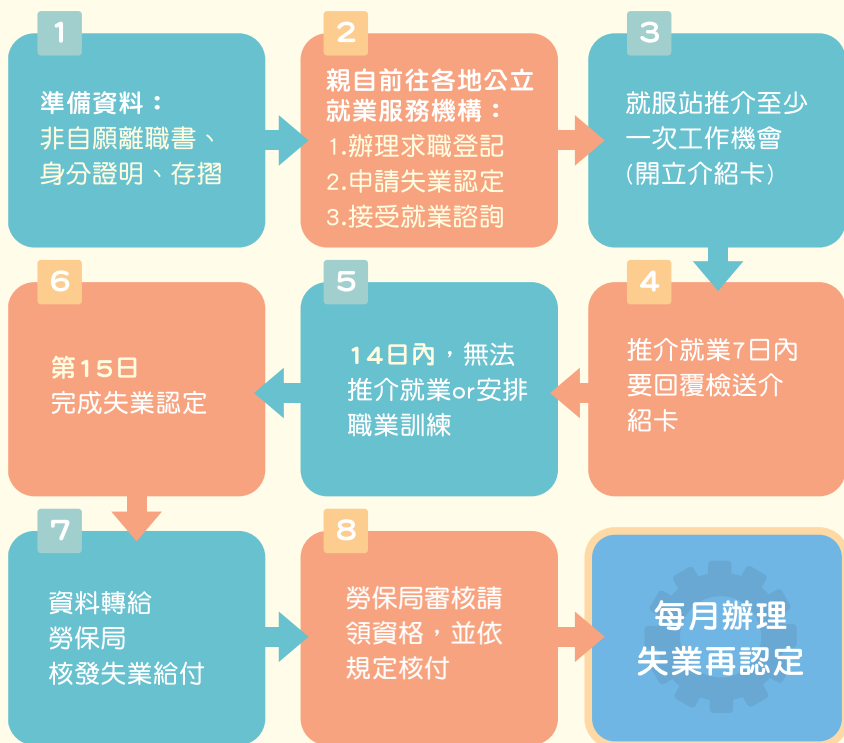 1
準備資料：
非自願離職書、
身分證明、存摺
2
親自前往各地公立
就業服務機構：
1.辦理求職登記
2.申請失業認定
3.接受就業諮詢
3
就服站推介至少
一次工作機會
(開立介紹卡)
4
推介就業7日內
要回覆檢送介
紹卡
5
14日內，無法
推介就業or安排
職業訓練
6
第15日
完成失業認定
7
資料轉給
勞保局
核發失業給付
8
勞保局審核請
領資格，並依
規定核付
每月辦理
失業再認定